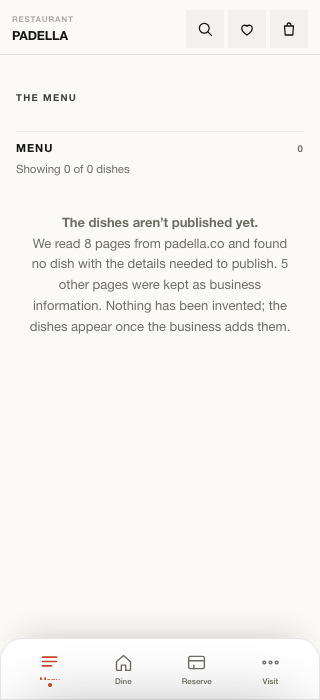 RESTAURANT
PADELLA
THE MENU
MENU 0
Showing 0 of 0 dishes
The dishes aren’t published yet.
We read 8 pages from padella.co and found
no dish with the details needed to publish. 5
other pages were kept as business
information. Nothing has been invented; the
dishes appear once the business adds them.
Dine Reserve Visit